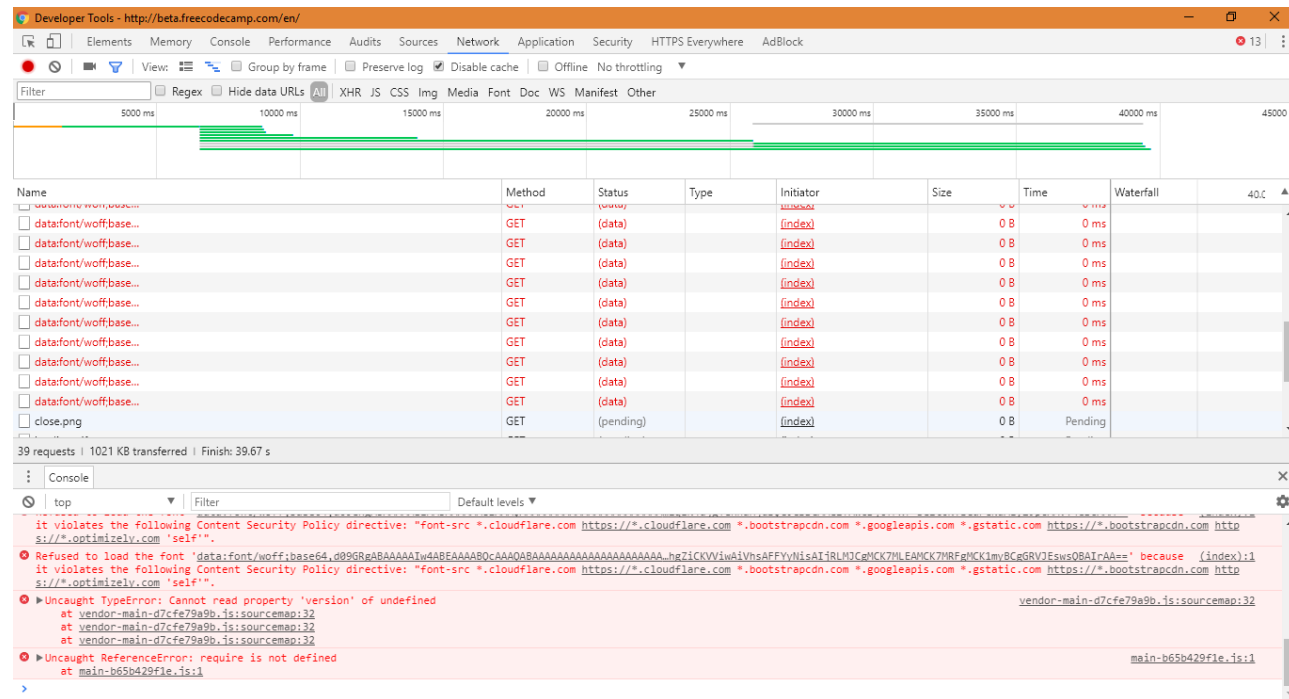 Developer Tools - http://beta.freecodecamp.com/en/
Elements Memory Console Performance Audits Sources Network Application Security HTTPS Everywhere AdBlock 13
View: Group by frame Preserve log Disable cache Offline No throttling
Filter Regex Hide data URLs All XHR JS CSS Img Media Font Doc WS Manifest Other
5000 ms 10000 ms 15000 ms 20000 ms 25000 ms 30000 ms 35000 ms 40000 ms 45000
Name Method Status Type Initiator Size Time Waterfall
data:font/woff;base... GET (data) (index) 0 B 0 ms
data:font/woff;base... GET (data) (index) 0 B 0 ms
data:font/woff;base... GET (data) (index) 0 B 0 ms
data:font/woff;base... GET (data) (index) 0 B 0 ms
data:font/woff;base... GET (data) (index) 0 B 0 ms
data:font/woff;base... GET (data) (index) 0 B 0 ms
data:font/woff;base... GET (data) (index) 0 B 0 ms
data:font/woff;base... GET (data) (index) 0 B 0 ms
data:font/woff;base... GET (data) (index) 0 B 0 ms
data:font/woff;base... GET (data) (index) 0 B 0 ms
close.png GET (pending) (index) 0 B Pending
39 requests | 1021 KB transferred | Finish: 39.67 s
Console
top Filter Default levels
it violates the following Content Security Policy directive: "font-src *.cloudflare.com https://*.cloudflare.com *.bootstrapcdn.com *.googleapis.com *.gstatic.com https://*.bootstrapcdn.com http
s://*.optimizely.com 'self'".
Refused to load the font 'data:font/woff;base64,d09GRgABAAAAAIw4ABEAAAABQcAAAQABAAAAAAAAAAAAAAAAAAAAA…hgZiCKVViwAiVhsAFFYyNisAIjRLMJCgMCK7MLEAMCK7MRFgMCK1myBCgGRVJEswsQBAIrAA==' because (index):1
it violates the following Content Security Policy directive: "font-src *.cloudflare.com https://*.cloudflare.com *.bootstrapcdn.com *.googleapis.com *.gstatic.com https://*.bootstrapcdn.com http
s://*.optimizely.com 'self'".
Uncaught TypeError: Cannot read property 'version' of undefined vendor-main-d7cfe79a9b.js:sourcemap:32
at vendor-main-d7cfe79a9b.js:sourcemap:32
at vendor-main-d7cfe79a9b.js:sourcemap:32
at vendor-main-d7cfe79a9b.js:sourcemap:32
Uncaught ReferenceError: require is not defined main-b65b429f1e.js:1
at main-b65b429f1e.js:1